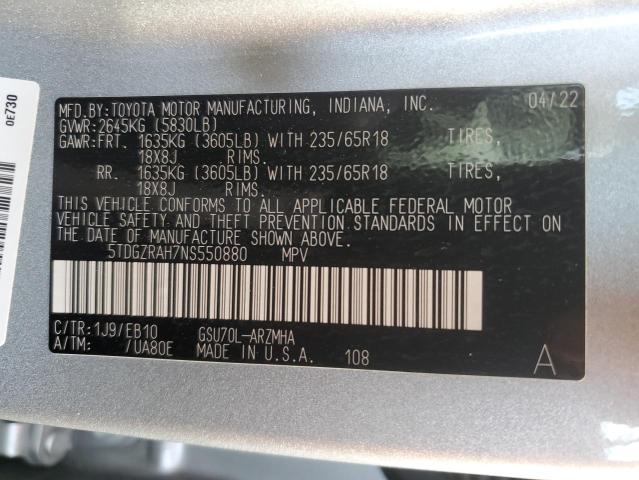 0E730
MFD.BY:TOYOTA MOTOR MANUFACTURING, INDIANA, INC. 04/22
GVWR:2645KG (5830LB)
GAWR:FRT. 1635KG (3605LB) WITH 235/65R18 TIRES,
18X8J RIMS.
RR. 1635KG (3605LB) WITH 235/65R18 TIRES,
18X8J RIMS.
THIS VEHICLE CONFORMS TO ALL APPLICABLE FEDERAL MOTOR
VEHICLE SAFETY AND THEFT PREVENTION STANDARDS IN EFFECT ON
THE DATE OF MANUFACTURE SHOWN ABOVE.
5TDGZRAH7NS550880 MPV
C/TR:1J9/EB10 GSU70L-ARZMHA
A/TM: /UA80E MADE IN U.S.A. 108 A